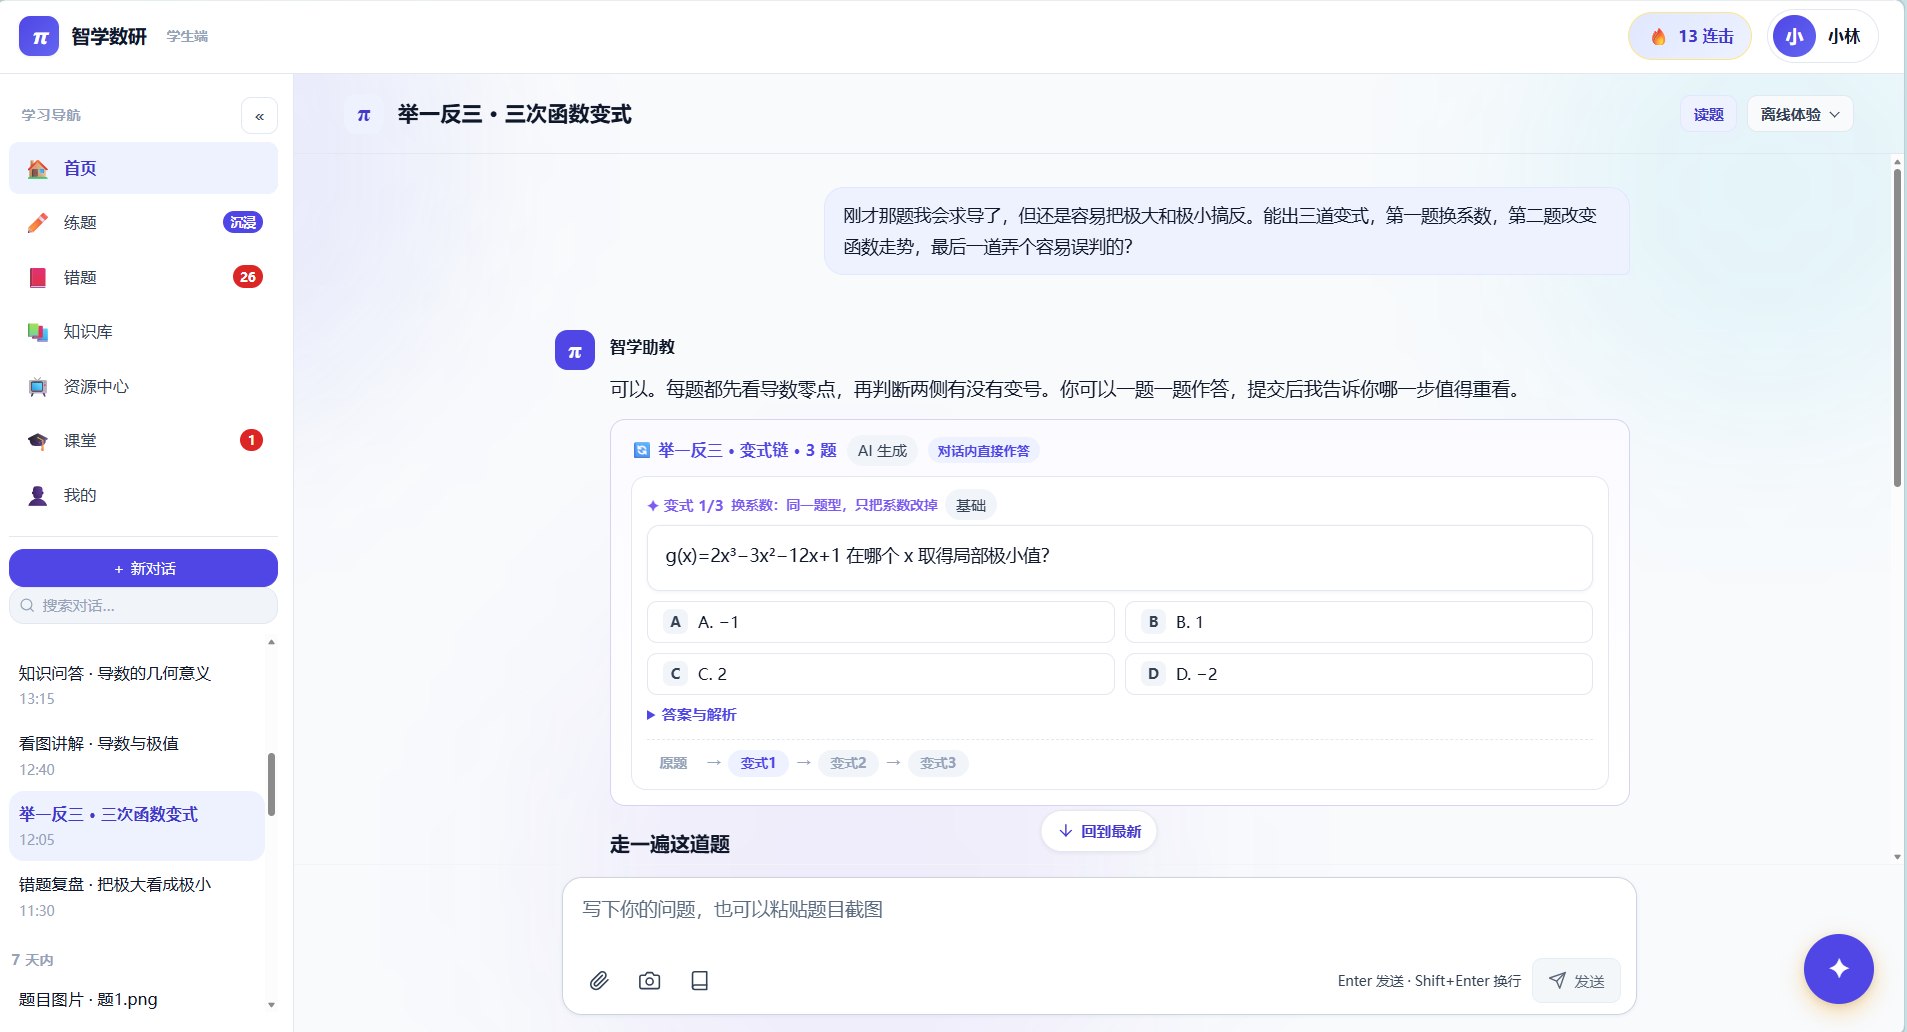 π 智学数研 学生端
13 连击
小 小林
学习导航 «
首页
练题 沉浸
错题 26
知识库
资源中心
课堂 1
我的
+ 新对话
搜索对话...
知识问答 · 导数的几何意义
13:15
看图讲解 · 导数与极值
12:40
举一反三 • 三次函数变式
12:05
错题复盘 · 把极大看成极小
11:30
7 天内
题目图片 · 题1.png
π 举一反三 • 三次函数变式
读题 离线体验
刚才那题我会求导了，但还是容易把极大和极小搞反。能出三道变式，第一题换系数，第二题改变
函数走势，最后一道弄个容易误判的？
π 智学助教
可以。每题都先看导数零点，再判断两侧有没有变号。你可以一题一题作答，提交后我告诉你哪一步值得重看。
举一反三 • 变式链 • 3 题 AI 生成 对话内直接作答
✦ 变式 1/3 换系数：同一题型，只把系数改掉 基础
g(x)=2x³−3x²−12x+1 在哪个 x 取得局部极小值？
A A. −1
B B. 1
C C. 2
D D. −2
▶ 答案与解析
原题 → 变式1 → 变式2 → 变式3
↓ 回到最新
走一遍这道题
写下你的问题，也可以粘贴题目截图
Enter 发送 · Shift+Enter 换行 发送